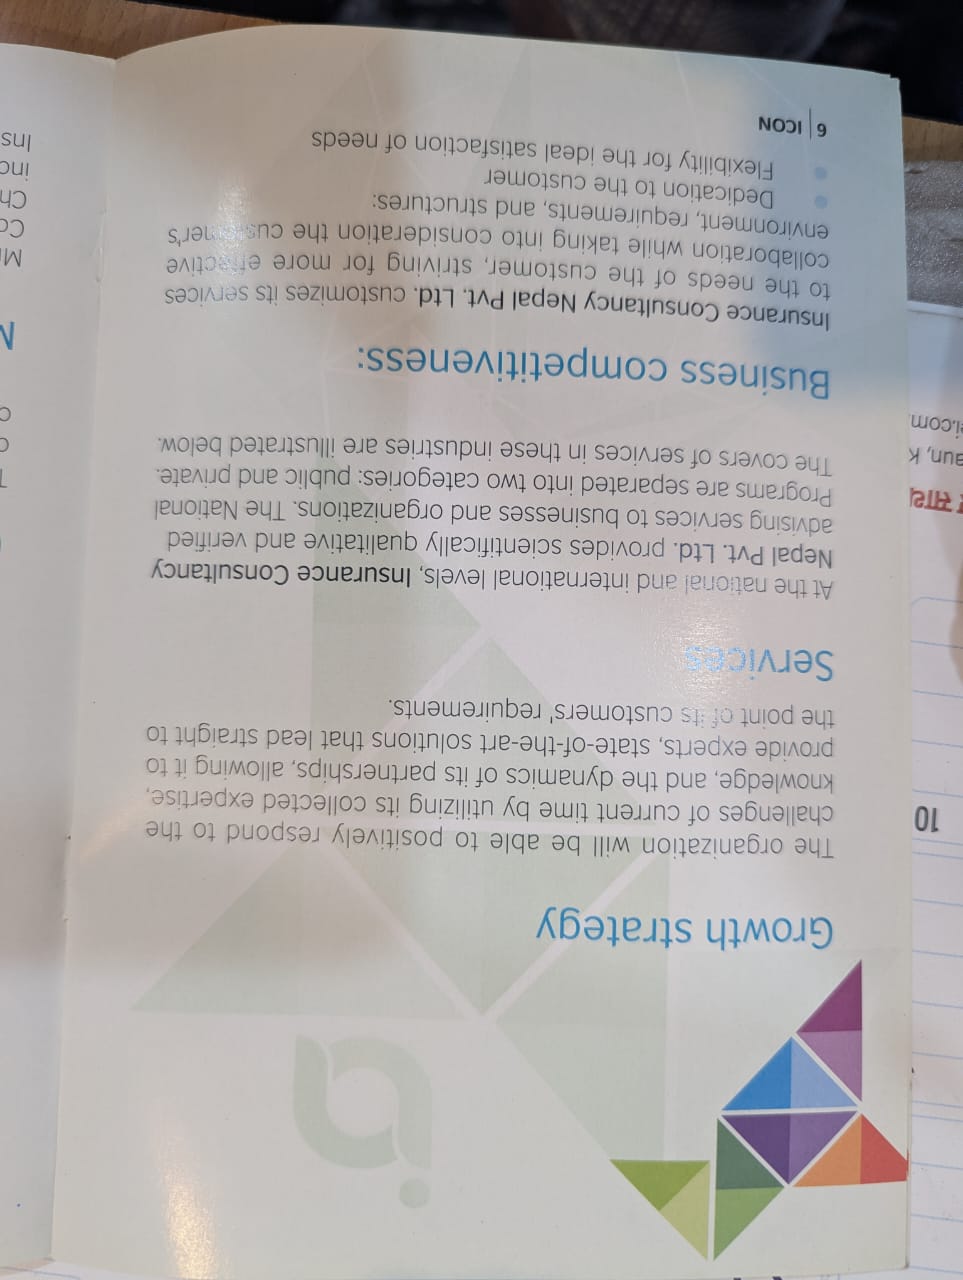 Growth strategy
The organization will be able to positively respond to the
challenges of current time by utilizing its collected expertise,
knowledge, and the dynamics of its partnerships, allowing it to
provide experts, state-of-the-art solutions that lead straight to
the point of its customers' requirements.
Services
At the national and international levels, Insurance Consultancy
Nepal Pvt. Ltd. provides scientifically qualitative and verified
advising services to businesses and organizations. The National
Programs are separated into two categories: public and private.
The covers of services in these industries are illustrated below.
Business competitiveness:
Insurance Consultancy Nepal Pvt. Ltd. customizes its services
to the needs of the customer, striving for more effective
collaboration while taking into consideration the customer's
environment, requirements, and structures:
Dedication to the customer
Flexibility for the ideal satisfaction of needs
6 | ICON
10
साथ
aun, K
ei.com
Ch
Ins